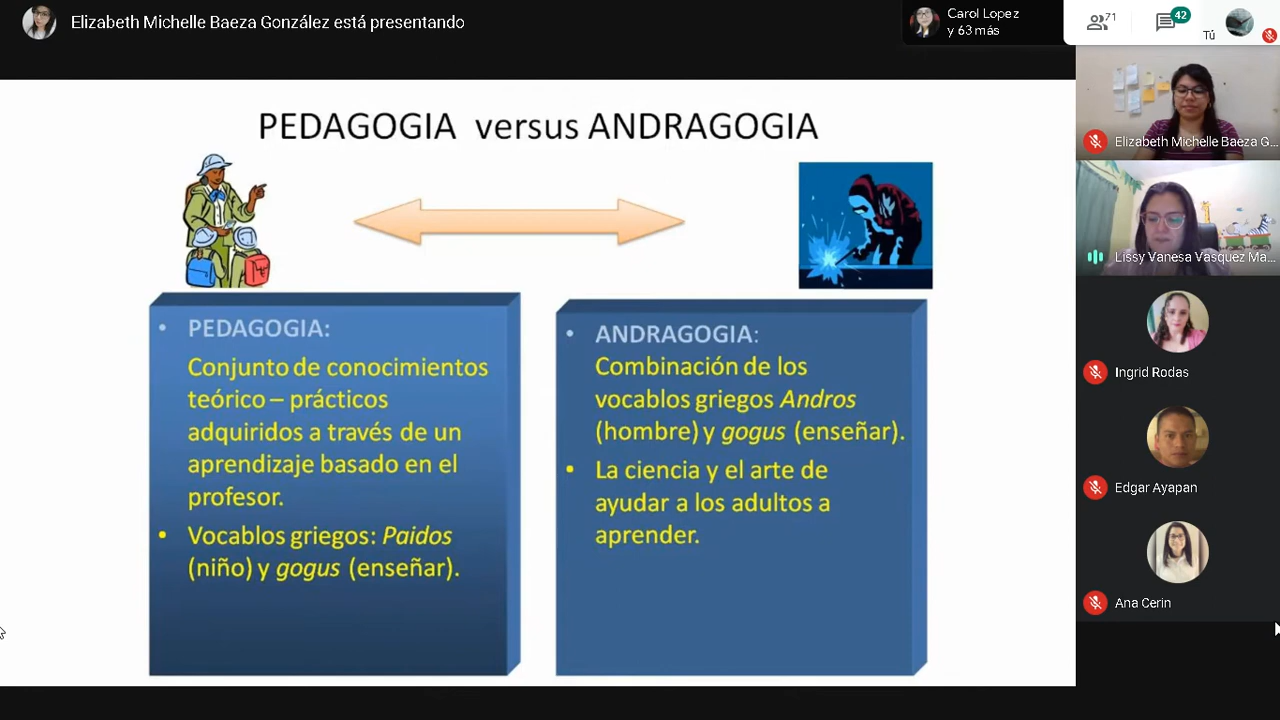 Elizabeth Michelle Baeza González está presentando
Carol Lopez
y 63 más
71
42
Tú
PEDAGOGIA versus ANDRAGOGIA
• PEDAGOGIA:
Conjunto de conocimientos
teórico – prácticos
adquiridos a través de un
aprendizaje basado en el
profesor.
• Vocablos griegos: Paidos
(niño) y gogus (enseñar).
• ANDRAGOGIA:
Combinación de los
vocablos griegos Andros
(hombre) y gogus (enseñar).
• La ciencia y el arte de
ayudar a los adultos a
aprender.
Elizabeth Michelle Baeza G...
Lissy Vanesa Vasquez Ma...
Ingrid Rodas
Edgar Ayapan
Ana Cerin